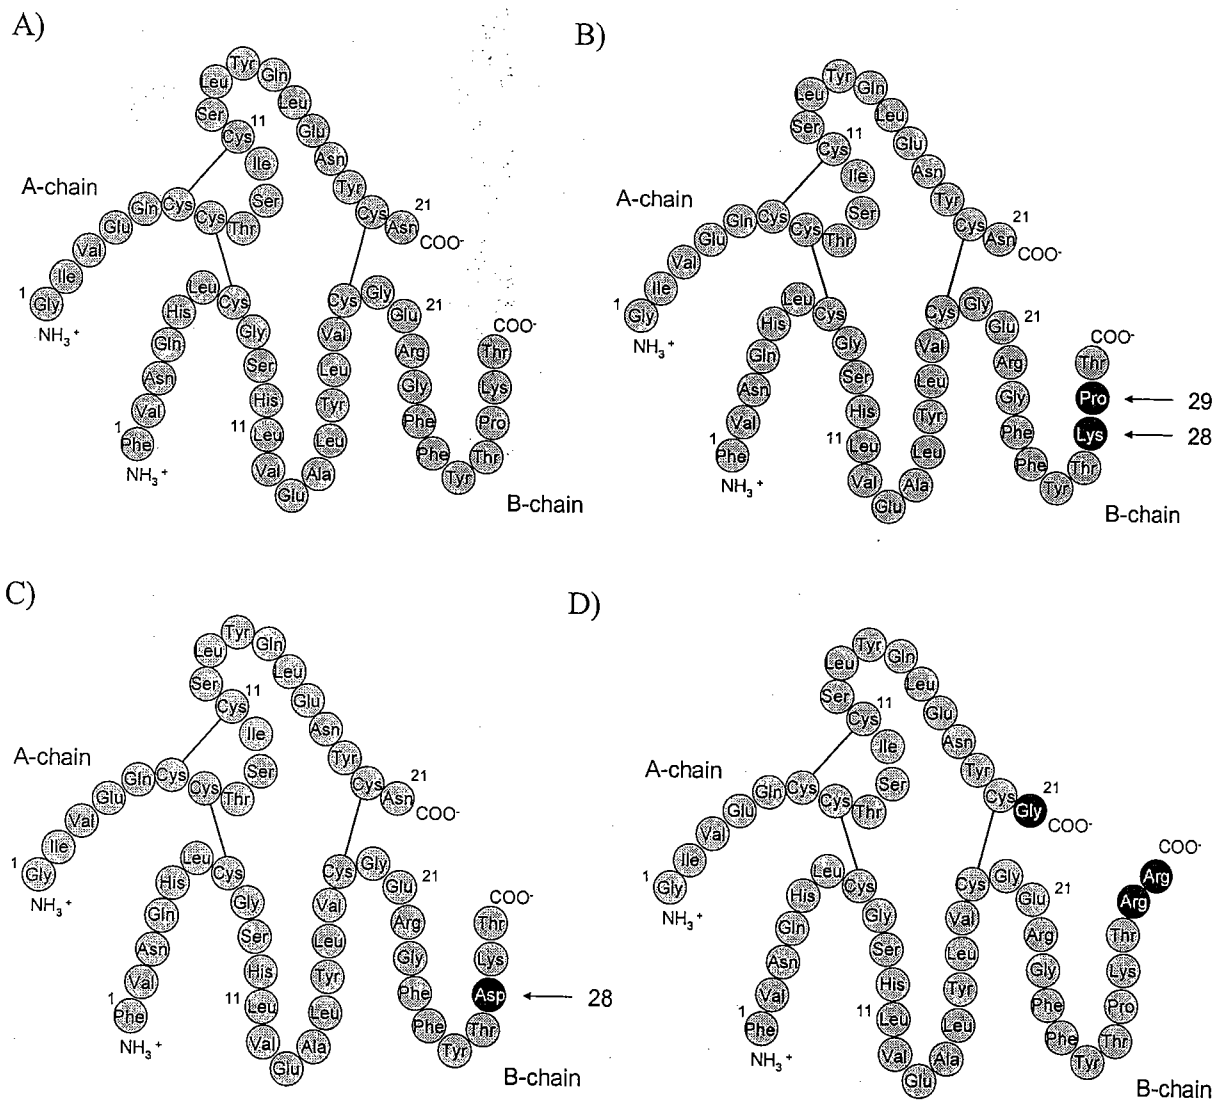 A)
A-chain
1
NH3+
Gly Ile Val Glu Gln Cys Cys Thr Ser Ile Cys 11 Ser Leu Tyr Gln Leu Glu Asn Tyr Cys Asn 21
COO-
1
NH3+
Phe Val Asn Gln His Leu Cys Gly Ser His Leu 11 Val Glu Ala Leu Tyr Leu Val Cys Gly Glu 21 Arg Gly Phe Phe Tyr Thr Pro Lys Thr
COO-
B-chain
B)
A-chain
1
NH3+
Gly Ile Val Glu Gln Cys Cys Thr Ser Ile Cys 11 Ser Leu Tyr Gln Leu Glu Asn Tyr Cys Asn 21
COO-
1
NH3+
Phe Val Asn Gln His Leu Cys Gly Ser His Leu 11 Val Glu Ala Leu Tyr Leu Val Cys Gly Glu 21 Arg Gly Phe Phe Tyr Thr Lys Pro Thr
COO-
29
28
B-chain
C)
A-chain
1
NH3+
Gly Ile Val Glu Gln Cys Cys Thr Ser Ile Cys 11 Ser Leu Tyr Gln Leu Glu Asn Tyr Cys Asn 21
COO-
1
NH3+
Phe Val Asn Gln His Leu Cys Gly Ser His Leu 11 Val Glu Ala Leu Tyr Leu Val Cys Gly Glu 21 Arg Gly Phe Phe Tyr Thr Asp Lys Thr
COO-
28
B-chain
D)
A-chain
1
NH3+
Gly Ile Val Glu Gln Cys Cys Thr Ser Ile Cys 11 Ser Leu Tyr Gln Leu Glu Asn Tyr Cys Gly 21
COO-
1
NH3+
Phe Val Asn Gln His Leu Cys Gly Ser His Leu 11 Val Glu Ala Leu Tyr Leu Val Cys Gly Glu 21 Arg Gly Phe Phe Tyr Thr Pro Lys Thr Arg Arg
COO-
B-chain